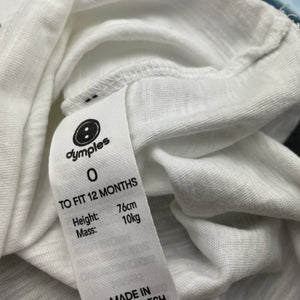 dymples
0
TO FIT 12 MONTHS
Height: 76cm
Mass: 10kg
MADE IN